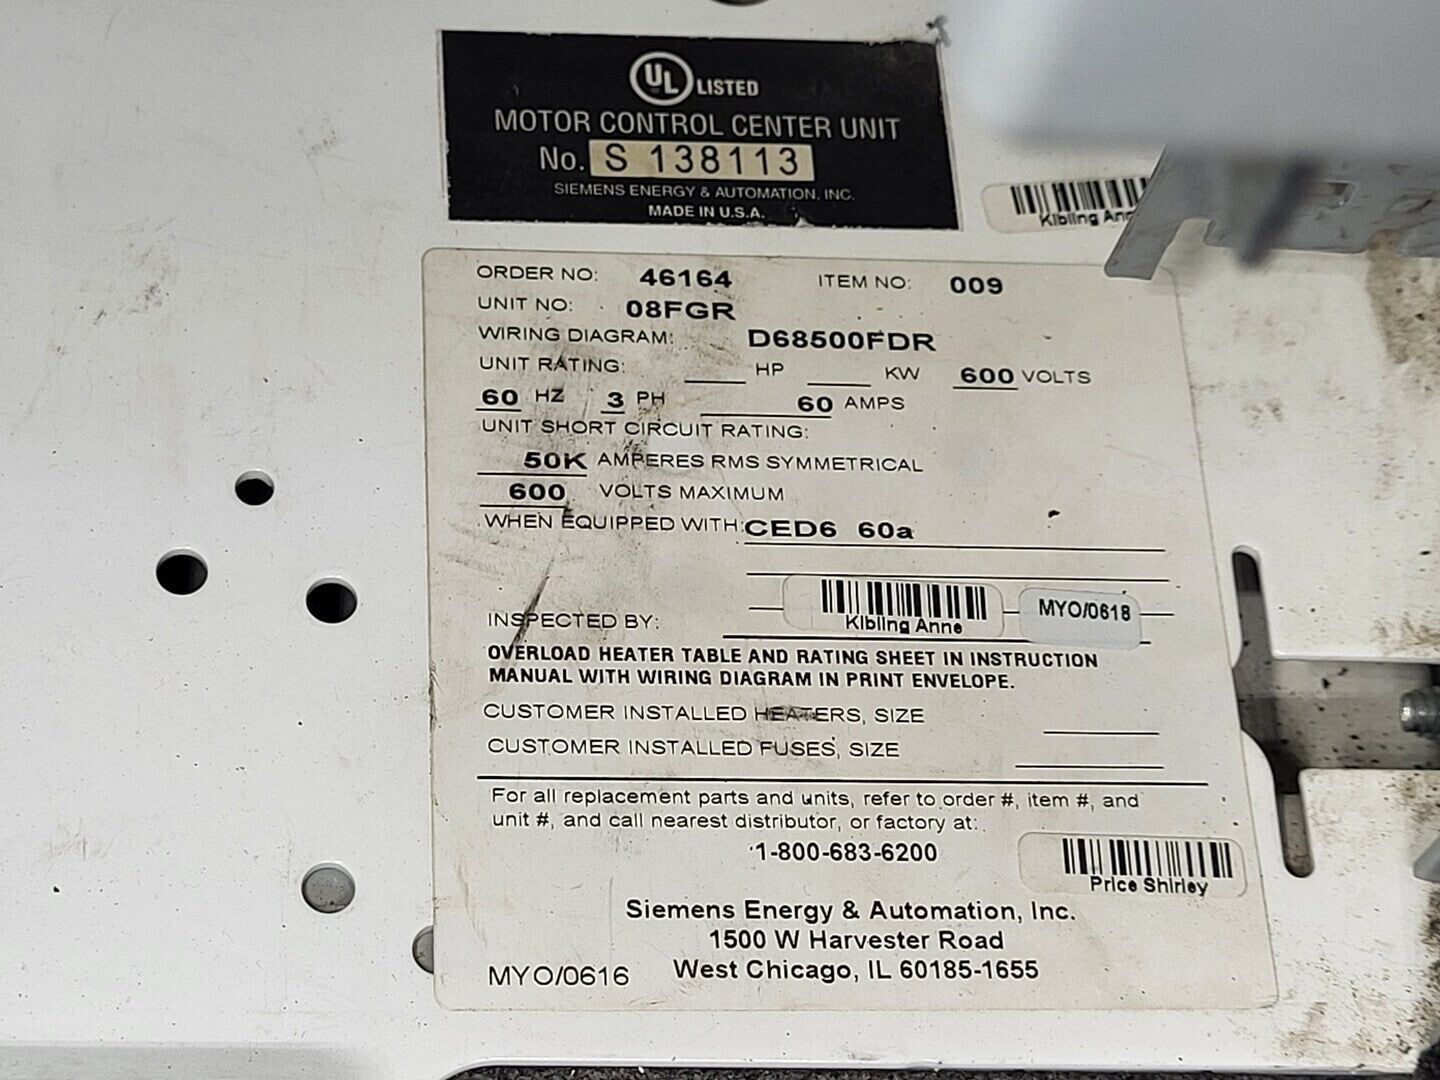 UL LISTED
MOTOR CONTROL CENTER UNIT
No. S 138113
SIEMENS ENERGY & AUTOMATION, INC.
MADE IN U.S.A.
Kibling Ann
ORDER NO: 46164 ITEM NO: 009
UNIT NO: 08FGR
WIRING DIAGRAM: D68500FDR
UNIT RATING: ____ HP ____ KW 600 VOLTS
60 HZ 3 PH 60 AMPS
UNIT SHORT CIRCUIT RATING:
50K AMPERES RMS SYMMETRICAL
600 VOLTS MAXIMUM
WHEN EQUIPPED WITH: CED6 60a
Kibling Anne
MYO/0618
INSPECTED BY:
OVERLOAD HEATER TABLE AND RATING SHEET IN INSTRUCTION
MANUAL WITH WIRING DIAGRAM IN PRINT ENVELOPE.
CUSTOMER INSTALLED HEATERS, SIZE
CUSTOMER INSTALLED FUSES, SIZE
For all replacement parts and units, refer to order #, item #, and
unit #, and call nearest distributor, or factory at:
1-800-683-6200
Price Shirley
Siemens Energy & Automation, Inc.
1500 W Harvester Road
West Chicago, IL 60185-1655
MYO/0616